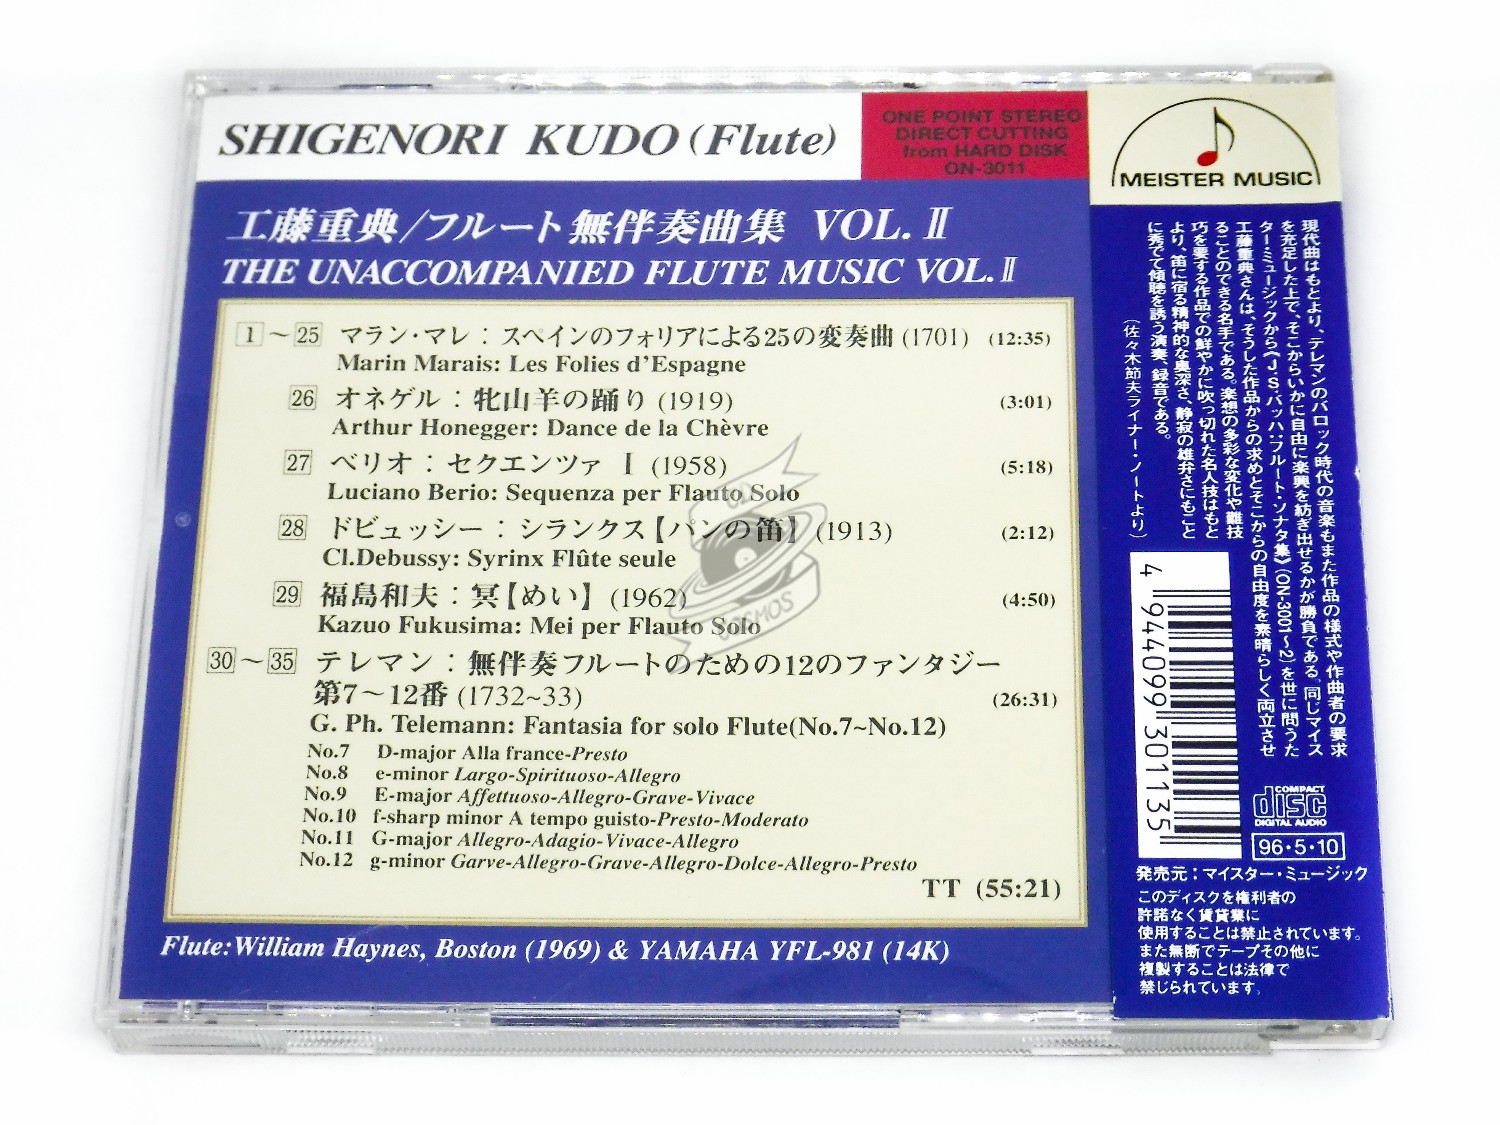 SHIGENORI KUDO (Flute)
ONE POINT STEREO
DIRECT CUTTING
from HARD DISK
ON-3011
工藤重典/フルート無伴奏曲集 VOL. Ⅱ
THE UNACCOMPANIED FLUTE MUSIC VOL. Ⅱ
1 ~ 25 マラン・マレ：スペインのフォリアによる25の変奏曲 (1701) (12:35)
Marin Marais: Les Folies d'Espagne
26 オネゲル：牝山羊の踊り (1919) (3:01)
Arthur Honegger: Dance de la Chèvre
27 ベリオ：セクエンツァ Ⅰ (1958) (5:18)
Luciano Berio: Sequenza per Flauto Solo
28 ドビュッシー：シランクス【パンの笛】 (1913) (2:12)
Cl.Debussy: Syrinx Flûte seule
29 福島和夫：冥【めい】 (1962) (4:50)
Kazuo Fukusima: Mei per Flauto Solo
30 ~ 35 テレマン：無伴奏フルートのための12のファンタジー
第7～12番 (1732~33) (26:31)
G. Ph. Telemann: Fantasia for solo Flute(No.7~No.12)
No.7 D-major Alla france-Presto
No.8 e-minor Largo-Spirituoso-Allegro
No.9 E-major Affettuoso-Allegro-Grave-Vivace
No.10 f-sharp minor A tempo guisto-Presto-Moderato
No.11 G-major Allegro-Adagio-Vivace-Allegro
No.12 g-minor Garve-Allegro-Grave-Allegro-Dolce-Allegro-Presto
TT (55:21)
Flute:William Haynes, Boston (1969) & YAMAHA YFL-981 (14K)
CD
COSMOS
MEISTER MUSIC
現代曲はもとより、テレマンのバロック時代の音楽もまた作品の様式や作曲者の要求
を充足した上で、そこからいかに自由に楽興を紡ぎ出せるかが勝負である。同じマイス
ター・ミュージックから《J.S.バッハ:フルート・ソナタ集》(ON-3001〜2)を世に問うた
工藤重典さんは、そうした作品からの求めとそこからの自由度を素晴らしく両立させ
ることのできる名手である。楽想の多彩な変化や難技
巧を要する作品での鮮やかに吹っ切れた名人技はもと
より、笛に宿る精神的な奥深さ、静寂の雄弁さにもこと
に秀でて傾聴を誘う演奏、録音である。
(佐々木節夫ライナー・ノートより)
4 944099 301135
COMPACT
disc
DIGITAL AUDIO
96・5・10
発売元：マイスター・ミュージック
このディスクを権利者の
許諾なく賃貸業に
使用することは禁止されています。
また無断でテープその他に
複製することは法律で
禁じられています。